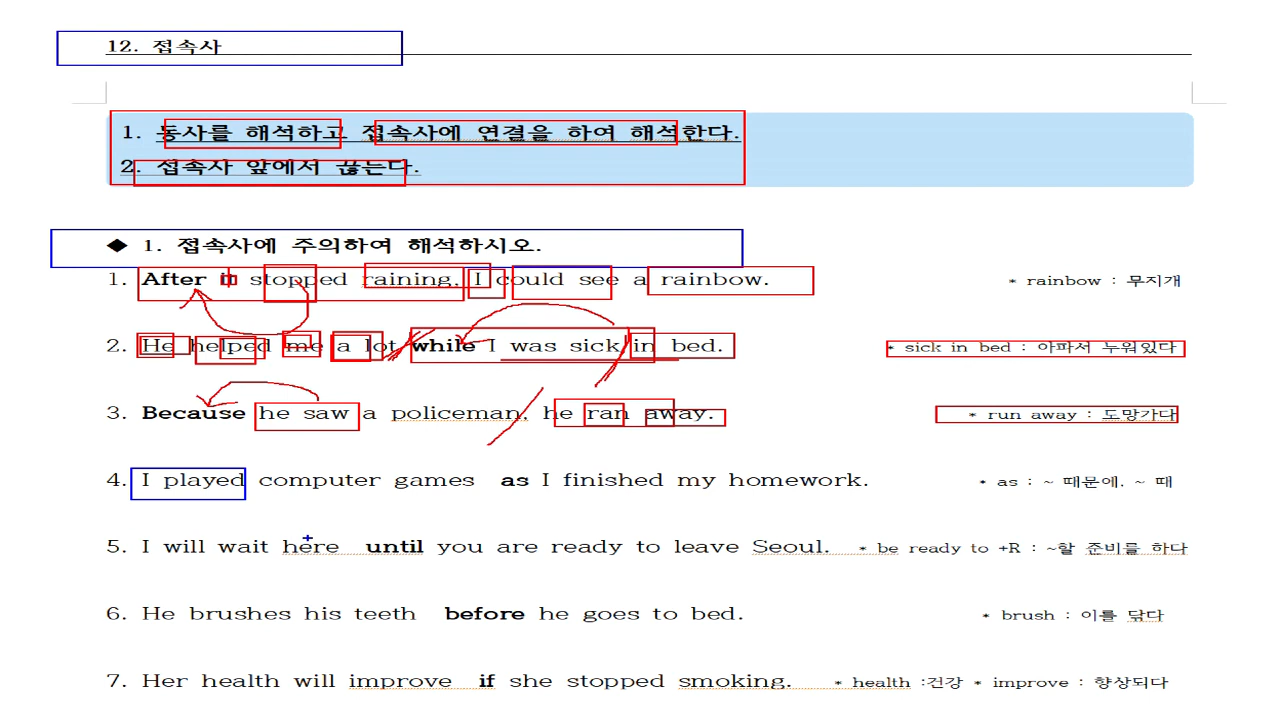 12. 접속사
1. 동사를 해석하고 접속사에 연결을 하여 해석한다.
2. 접속사 앞에서 끊는다.
◆ 1. 접속사에 주의하여 해석하시오.
1. After it stopped raining, I could see a rainbow. * rainbow : 무지개
2. He helped me a lot while I was sick in bed. * sick in bed : 아파서 누워있다
3. Because he saw a policeman, he ran away. * run away : 도망가다
4. I played computer games as I finished my homework. * as : ~ 때문에, ~ 때
5. I will wait here until you are ready to leave Seoul. * be ready to +R : ~할 준비를 하다
6. He brushes his teeth before he goes to bed. * brush : 이를 닦다
7. Her health will improve if she stopped smoking. * health :건강 * improve : 향상되다